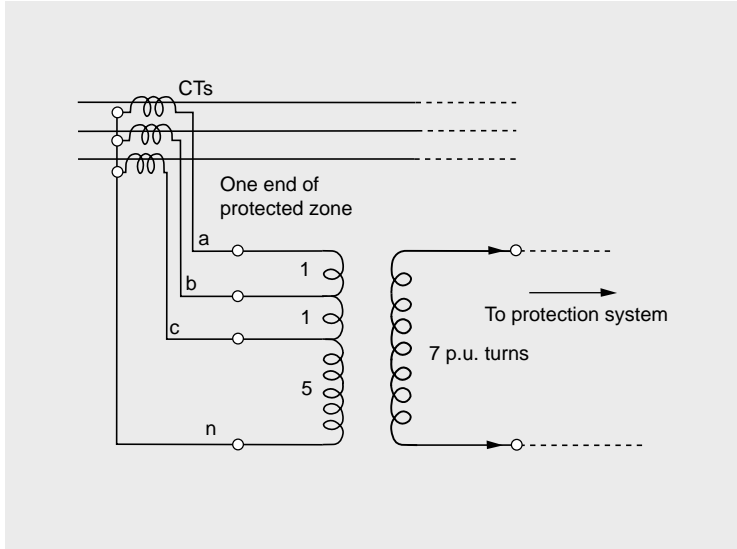 CTs
One end of
protected zone
a
1
b
To protection system
1
c
7 p.u. turns
5
n